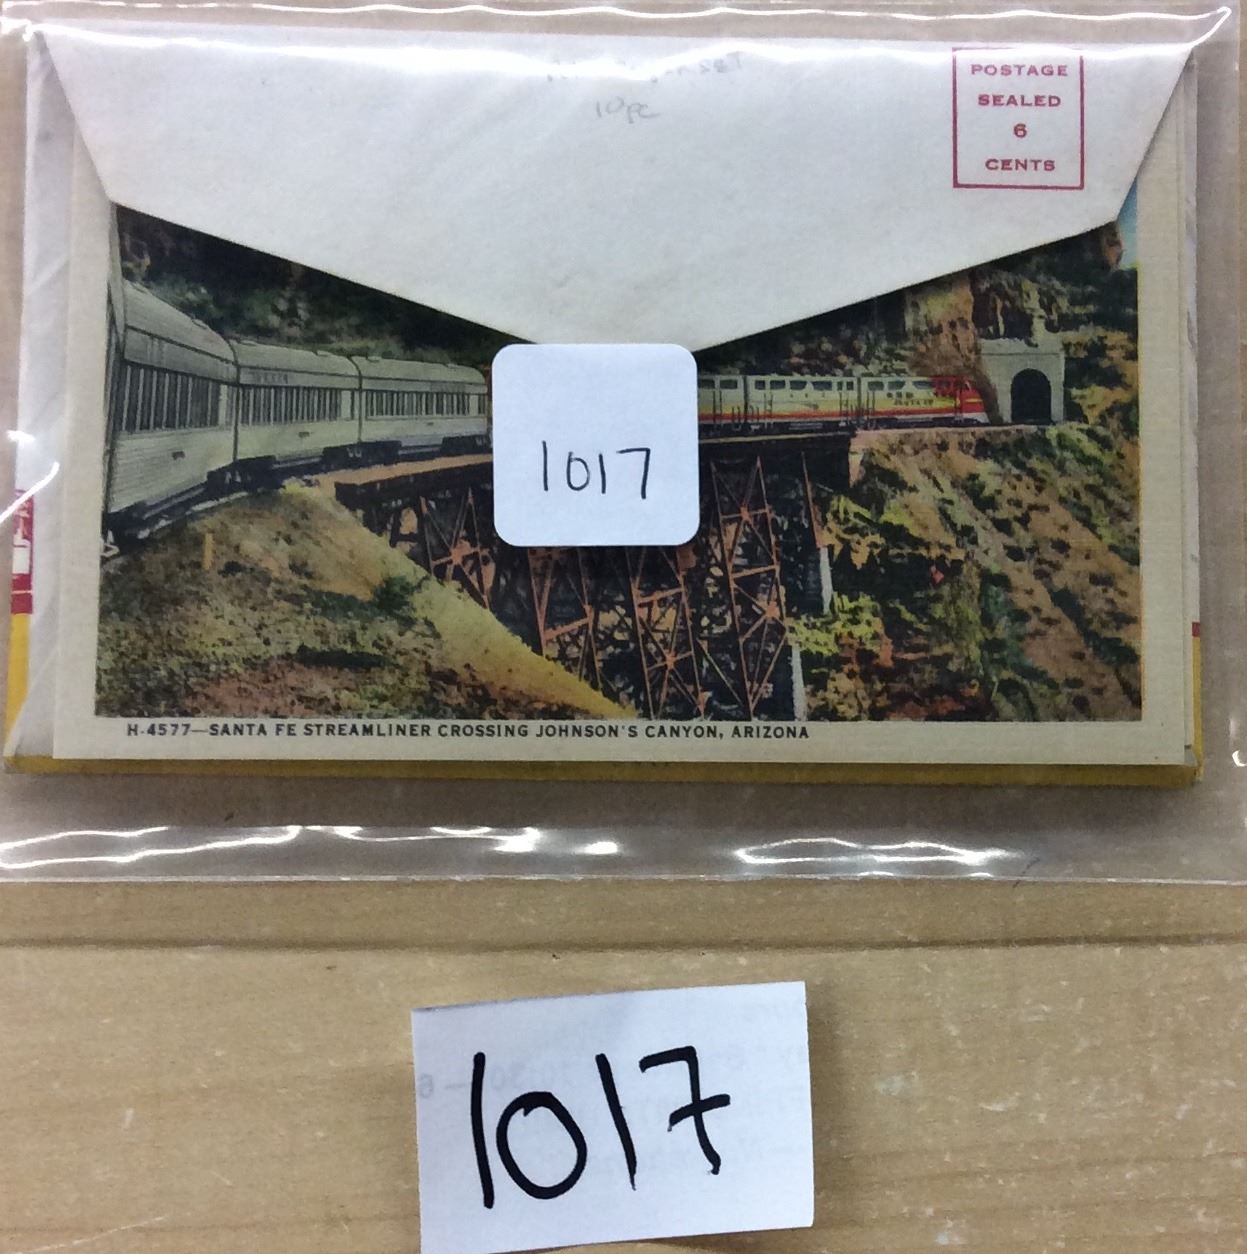 10pc
POSTAGE
SEALED
6
CENTS
1017
H-4577—SANTA FE STREAMLINER CROSSING JOHNSON'S CANYON, ARIZONA
1017